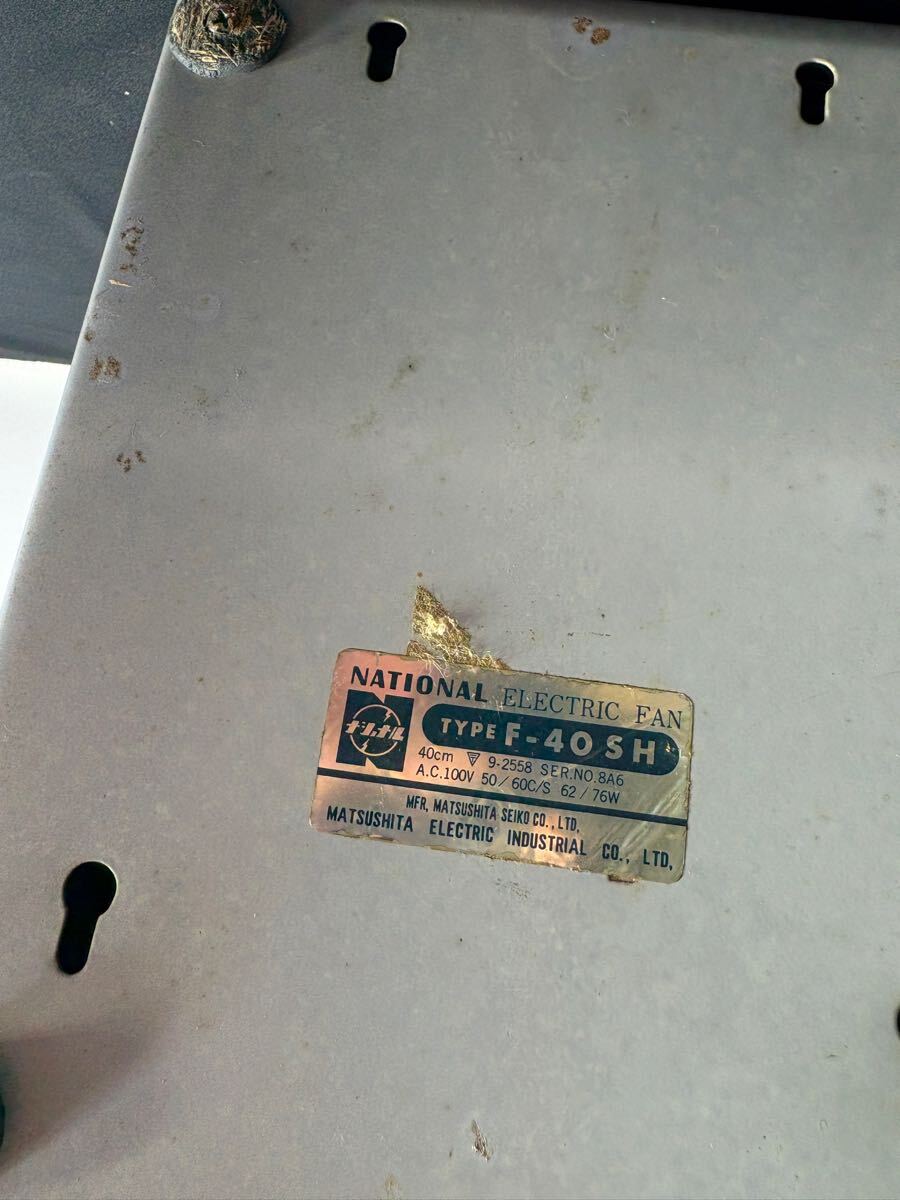 NATIONAL ELECTRIC FAN
ナショナル
TYPE F-40SH
40cm ▽ 9-2558 SER.NO.8A6
A.C.100V 50/60C/S 62/76W
MFR. MATSUSHITA SEIKO CO., LTD.
MATSUSHITA ELECTRIC INDUSTRIAL CO., LTD.